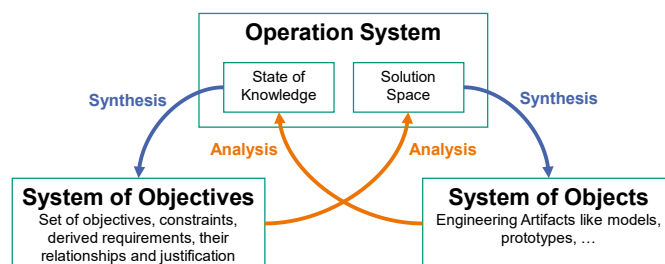 Operation System
State of
Knowledge
Solution
Space
Synthesis
Synthesis
Analysis
Analysis
System of Objectives
Set of objectives, constraints,
derived requirements, their
relationships and justification
System of Objects
Engineering Artifacts like models,
prototypes, …